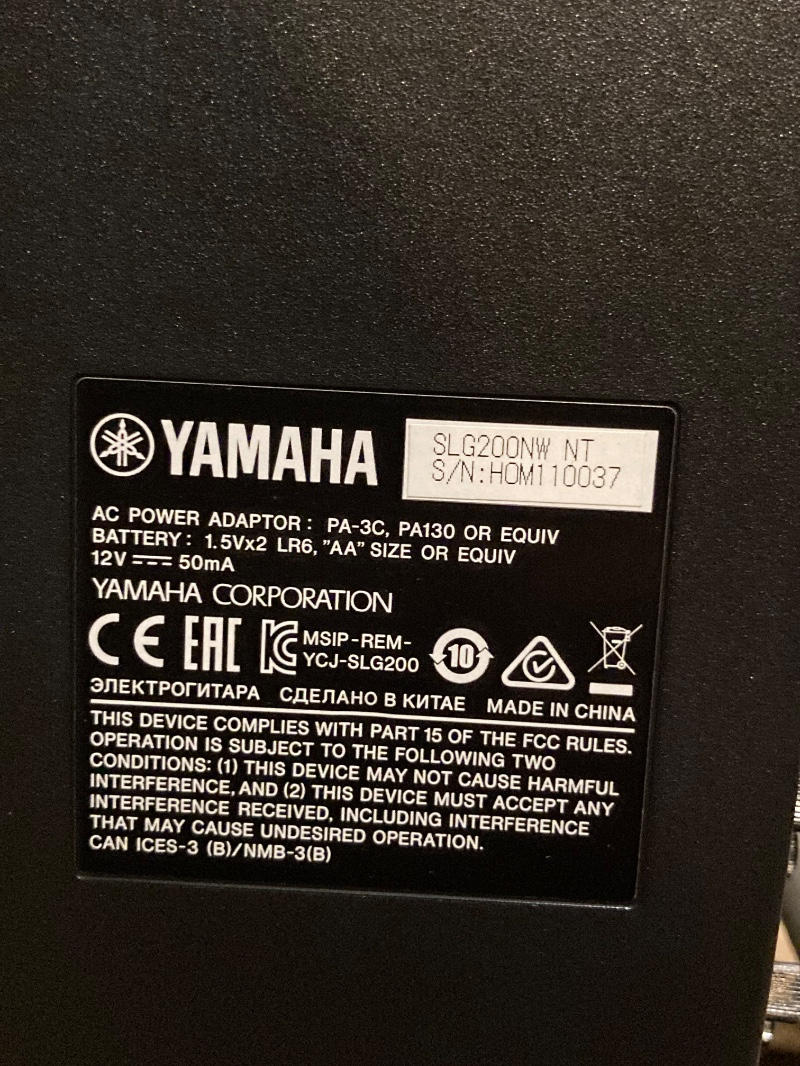 YAMAHA
SLG200NW NT
S/N:HOM110037
AC POWER ADAPTOR: PA-3C, PA130 OR EQUIV
BATTERY: 1.5Vx2 LR6, "AA" SIZE OR EQUIV
12V ⎓ 50mA
YAMAHA CORPORATION
CE EAC KC MSIP-REM-
YCJ-SLG200
10
ЭЛЕКТРОГИТАРА СДЕЛАНО В КИТАЕ MADE IN CHINA
THIS DEVICE COMPLIES WITH PART 15 OF THE FCC RULES.
OPERATION IS SUBJECT TO THE FOLLOWING TWO
CONDITIONS: (1) THIS DEVICE MAY NOT CAUSE HARMFUL
INTERFERENCE, AND (2) THIS DEVICE MUST ACCEPT ANY
INTERFERENCE RECEIVED, INCLUDING INTERFERENCE
THAT MAY CAUSE UNDESIRED OPERATION.
CAN ICES-3 (B)/NMB-3(B)